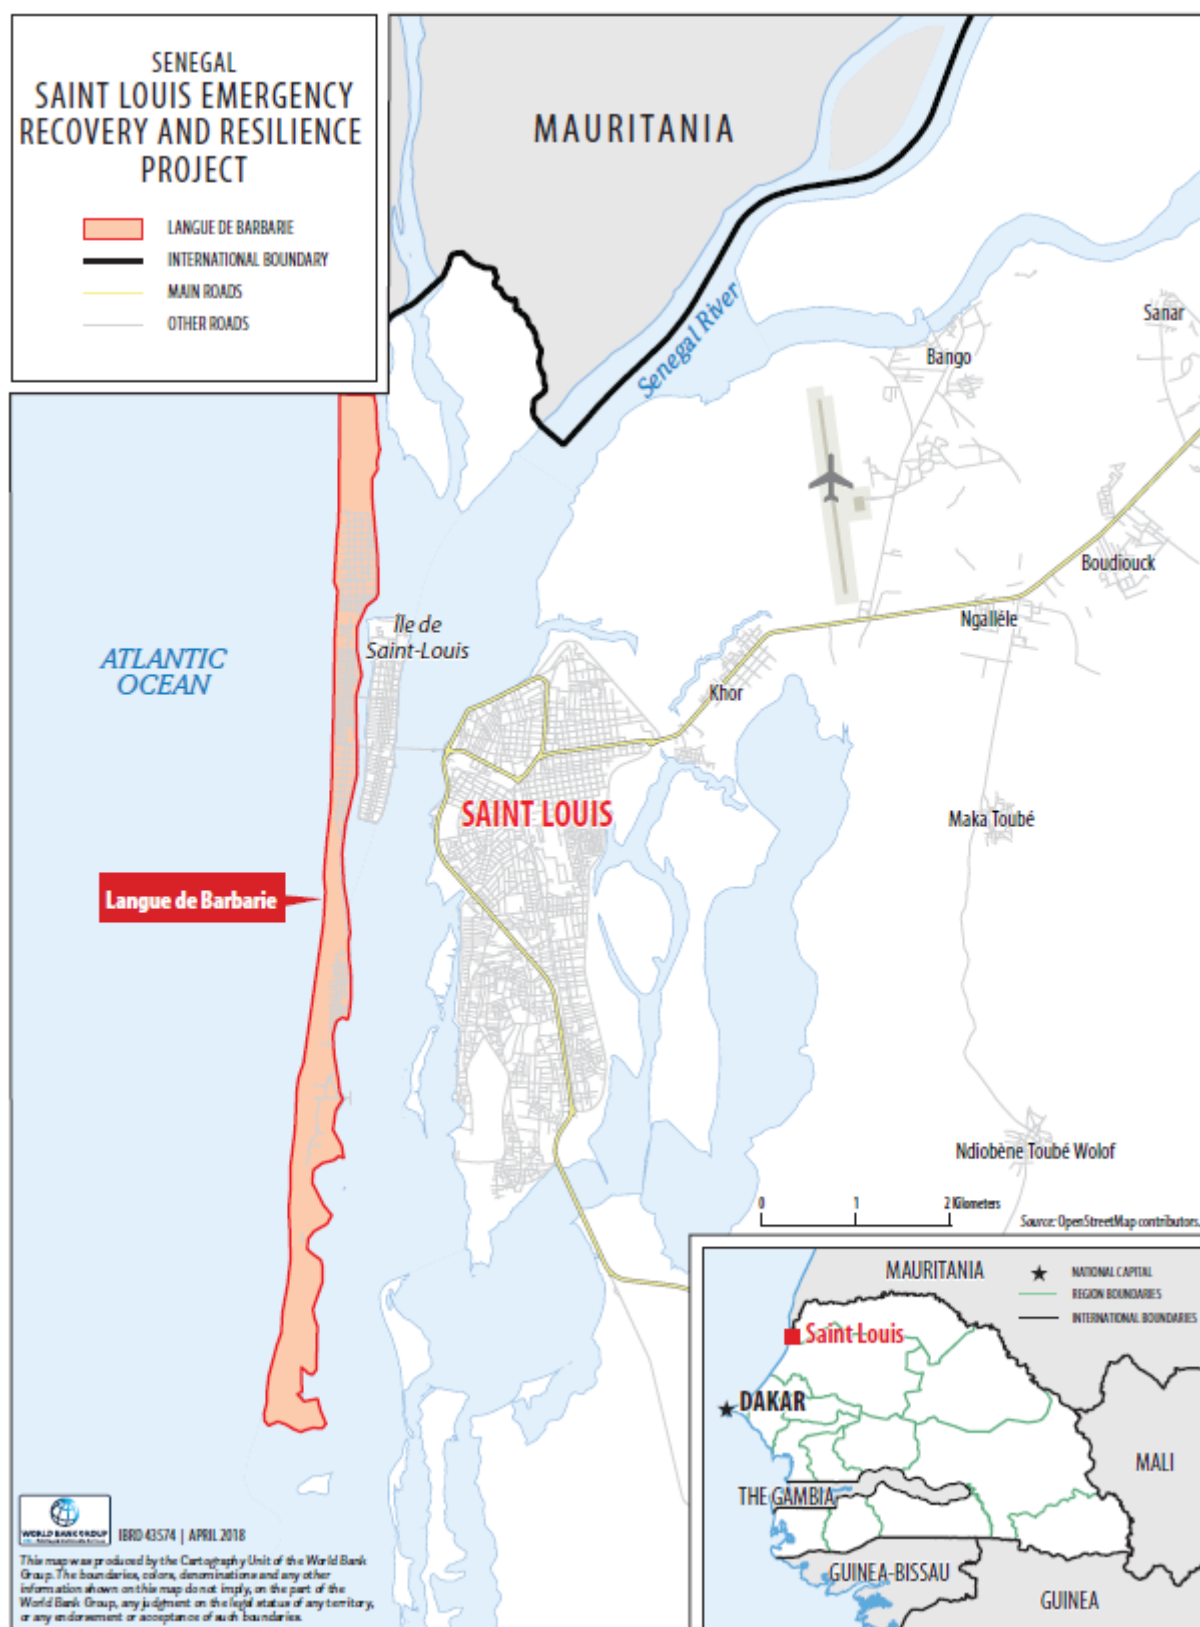 SENEGAL
SAINT LOUIS EMERGENCY
RECOVERY AND RESILIENCE
PROJECT
LANGUE DE BARBARIE
INTERNATIONAL BOUNDARY
MAIN ROADS
OTHER ROADS
MAURITANIA
Senegal River
Sanar
Bango
Boudiouck
Ngallèle
Île de
Saint-Louis
ATLANTIC
OCEAN
Khor
SAINT LOUIS
Maka Toubé
Langue de Barbarie
Ndiobène Toubé Wolof
0 1 2 Kilometers
Source: OpenStreetMap contributors.
MAURITANIA
NATIONAL CAPITAL
REGION BOUNDARIES
INTERNATIONAL BOUNDARIES
Saint Louis
DAKAR
MALI
THE GAMBIA
GUINEA-BISSAU
GUINEA
WORLD BANK GROUP
IBRD 43574 | APRIL 2018
This map was produced by the Cartography Unit of the World Bank
Group. The boundaries, colors, denominations and any other
information shown on this map do not imply, on the part of the
World Bank Group, any judgment on the legal status of any territory,
or any endorsement or acceptance of such boundaries.